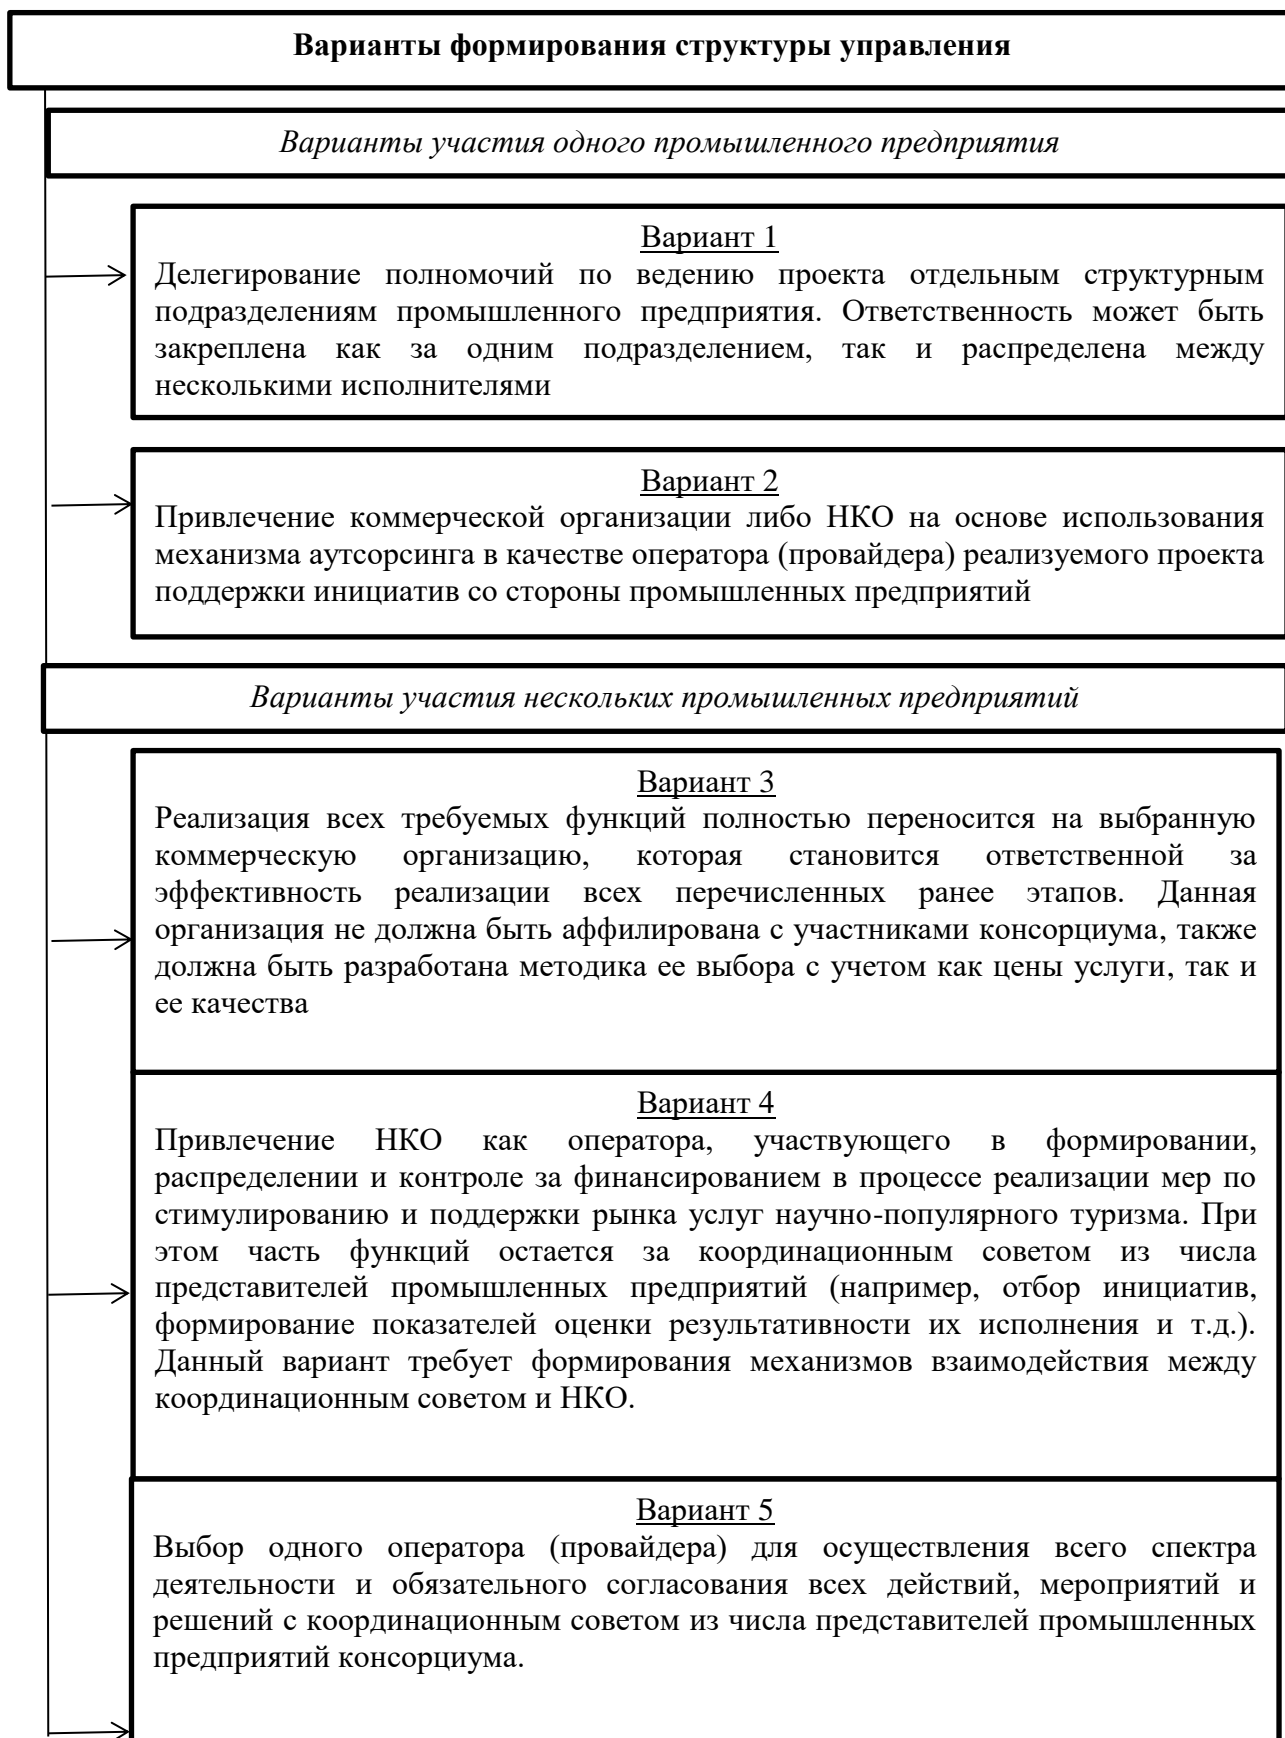 Варианты формирования структуры управления
Варианты участия одного промышленного предприятия
Вариант 1
Делегирование полномочий по ведению проекта отдельным структурным
подразделениям промышленного предприятия. Ответственность может быть
закреплена как за одним подразделением, так и распределена между
несколькими исполнителями
Вариант 2
Привлечение коммерческой организации либо НКО на основе использования
механизма аутсорсинга в качестве оператора (провайдера) реализуемого проекта
поддержки инициатив со стороны промышленных предприятий
Варианты участия нескольких промышленных предприятий
Вариант 3
Реализация всех требуемых функций полностью переносится на выбранную
коммерческую организацию, которая становится ответственной за
эффективность реализации всех перечисленных ранее этапов. Данная
организация не должна быть аффилирована с участниками консорциума, также
должна быть разработана методика ее выбора с учетом как цены услуги, так и
ее качества
Вариант 4
Привлечение НКО как оператора, участвующего в формировании,
распределении и контроле за финансированием в процессе реализации мер по
стимулированию и поддержки рынка услуг научно-популярного туризма. При
этом часть функций остается за координационным советом из числа
представителей промышленных предприятий (например, отбор инициатив,
формирование показателей оценки результативности их исполнения и т.д.).
Данный вариант требует формирования механизмов взаимодействия между
координационным советом и НКО.
Вариант 5
Выбор одного оператора (провайдера) для осуществления всего спектра
деятельности и обязательного согласования всех действий, мероприятий и
решений с координационным советом из числа представителей промышленных
предприятий консорциума.